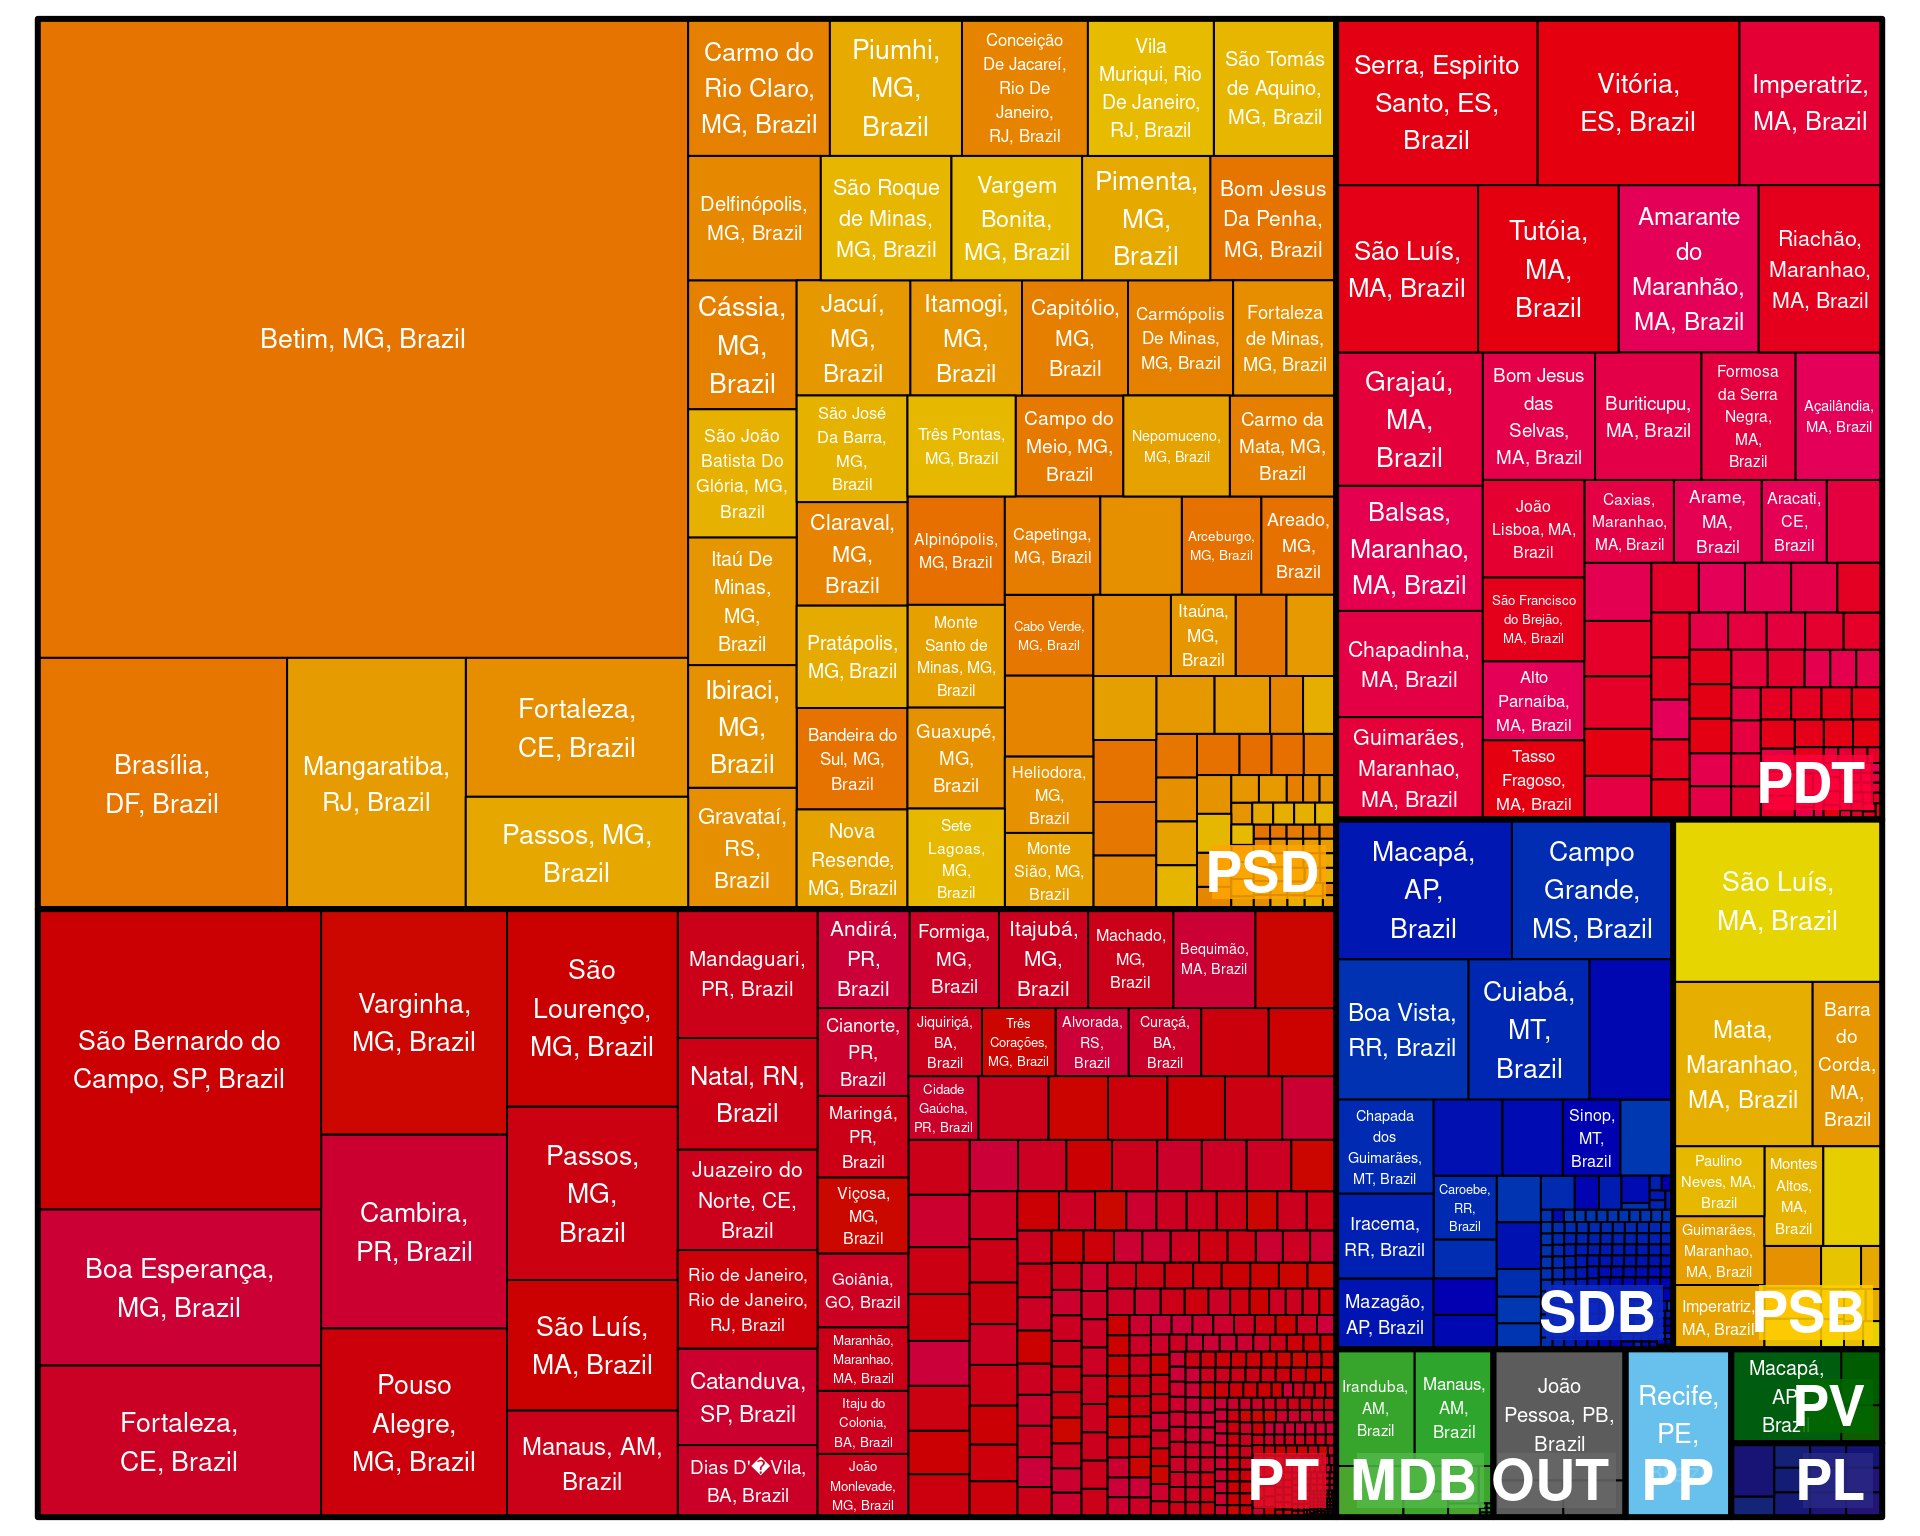 Betim, MG, Brazil
Brasília,
DF, Brazil
Mangaratiba,
RJ, Brazil
Fortaleza,
CE, Brazil
Passos, MG,
Brazil
Carmo do
Rio Claro,
MG, Brazil
Piumhi,
MG,
Brazil
Conceição
De Jacareí,
Rio De
Janeiro,
RJ, Brazil
Vila
Muriqui, Rio
De Janeiro,
RJ, Brazil
São Tomás
de Aquino,
MG, Brazil
Delfinópolis,
MG, Brazil
São Roque
de Minas,
MG, Brazil
Vargem
Bonita,
MG, Brazil
Pimenta,
MG,
Brazil
Bom Jesus
Da Penha,
MG, Brazil
Cássia,
MG,
Brazil
Jacuí,
MG,
Brazil
Itamogi,
MG,
Brazil
Capitólio,
MG,
Brazil
Carmópolis
De Minas,
MG, Brazil
Fortaleza
de Minas,
MG, Brazil
São João
Batista Do
Glória, MG,
Brazil
São José
Da Barra,
MG,
Brazil
Três Pontas,
MG, Brazil
Campo do
Meio, MG,
Brazil
Nepomuceno,
MG, Brazil
Carmo da
Mata, MG,
Brazil
Claraval,
MG,
Brazil
Alpinópolis,
MG, Brazil
Capetinga,
MG, Brazil
Arceburgo,
MG, Brazil
Areado,
MG,
Brazil
Itaú De
Minas,
MG,
Brazil
Pratápolis,
MG, Brazil
Monte
Santo de
Minas, MG,
Brazil
Cabo Verde,
MG, Brazil
Itaúna,
MG,
Brazil
Ibiraci,
MG,
Brazil
Bandeira do
Sul, MG,
Brazil
Guaxupé,
MG,
Brazil
Heliodora,
MG,
Brazil
Gravataí,
RS,
Brazil
Nova
Resende,
MG, Brazil
Sete
Lagoas,
MG,
Brazil
Monte
Sião, MG,
Brazil
PSD
Serra, Espirito
Santo, ES,
Brazil
Vitória,
ES, Brazil
Imperatriz,
MA, Brazil
São Luís,
MA, Brazil
Tutóia,
MA,
Brazil
Amarante
do
Maranhão,
MA, Brazil
Riachão,
Maranhao,
MA, Brazil
Grajaú,
MA,
Brazil
Bom Jesus
das
Selvas,
MA, Brazil
Buriticupu,
MA, Brazil
Formosa
da Serra
Negra,
MA,
Brazil
Açailândia,
MA, Brazil
Balsas,
Maranhao,
MA, Brazil
João
Lisboa, MA,
Brazil
Caxias,
Maranhao,
MA, Brazil
Arame,
MA,
Brazil
Aracati,
CE,
Brazil
São Francisco
do Brejão,
MA, Brazil
Chapadinha,
MA, Brazil
Alto
Parnaíba,
MA, Brazil
Guimarães,
Maranhao,
MA, Brazil
Tasso
Fragoso,
MA, Brazil
PDT
São Bernardo do
Campo, SP, Brazil
Boa Esperança,
MG, Brazil
Fortaleza,
CE, Brazil
Varginha,
MG, Brazil
Cambira,
PR, Brazil
Pouso
Alegre,
MG, Brazil
São
Lourenço,
MG, Brazil
Passos,
MG,
Brazil
São Luís,
MA, Brazil
Manaus, AM,
Brazil
Mandaguari,
PR, Brazil
Natal, RN,
Brazil
Juazeiro do
Norte, CE,
Brazil
Rio de Janeiro,
Rio de Janeiro,
RJ, Brazil
Catanduva,
SP, Brazil
Dias D'�Vila,
BA, Brazil
Andirá,
PR,
Brazil
Formiga,
MG,
Brazil
Itajubá,
MG,
Brazil
Machado,
MG,
Brazil
Bequimão,
MA, Brazil
Cianorte,
PR,
Brazil
Jiquiriçá,
BA,
Brazil
Três
Corações,
MG, Brazil
Alvorada,
RS,
Brazil
Curaçá,
BA,
Brazil
Cidade
Gaúcha,
PR, Brazil
Maringá,
PR,
Brazil
Viçosa,
MG,
Brazil
Goiânia,
GO, Brazil
Maranhão,
Maranhao,
MA, Brazil
Itaju do
Colonia,
BA, Brazil
João
Monlevade,
MG, Brazil
PT
Macapá,
AP,
Brazil
Campo
Grande,
MS, Brazil
Boa Vista,
RR, Brazil
Cuiabá,
MT,
Brazil
Chapada
dos
Guimarães,
MT, Brazil
Sinop,
MT,
Brazil
Iracema,
RR, Brazil
Caroebe,
RR,
Brazil
Mazagão,
AP, Brazil
SDB
São Luís,
MA, Brazil
Mata,
Maranhao,
MA, Brazil
Barra
do
Corda,
MA,
Brazil
Paulino
Neves, MA,
Brazil
Montes
Altos,
MA,
Brazil
Guimarães,
Maranhao,
MA, Brazil
Imperatriz,
MA, Brazil
PSB
Iranduba,
AM,
Brazil
Manaus,
AM,
Brazil
MDB
João
Pessoa, PB,
Brazil
OUT
Recife,
PE,
PP
Macapá,
AP
Brazil
PV
PL